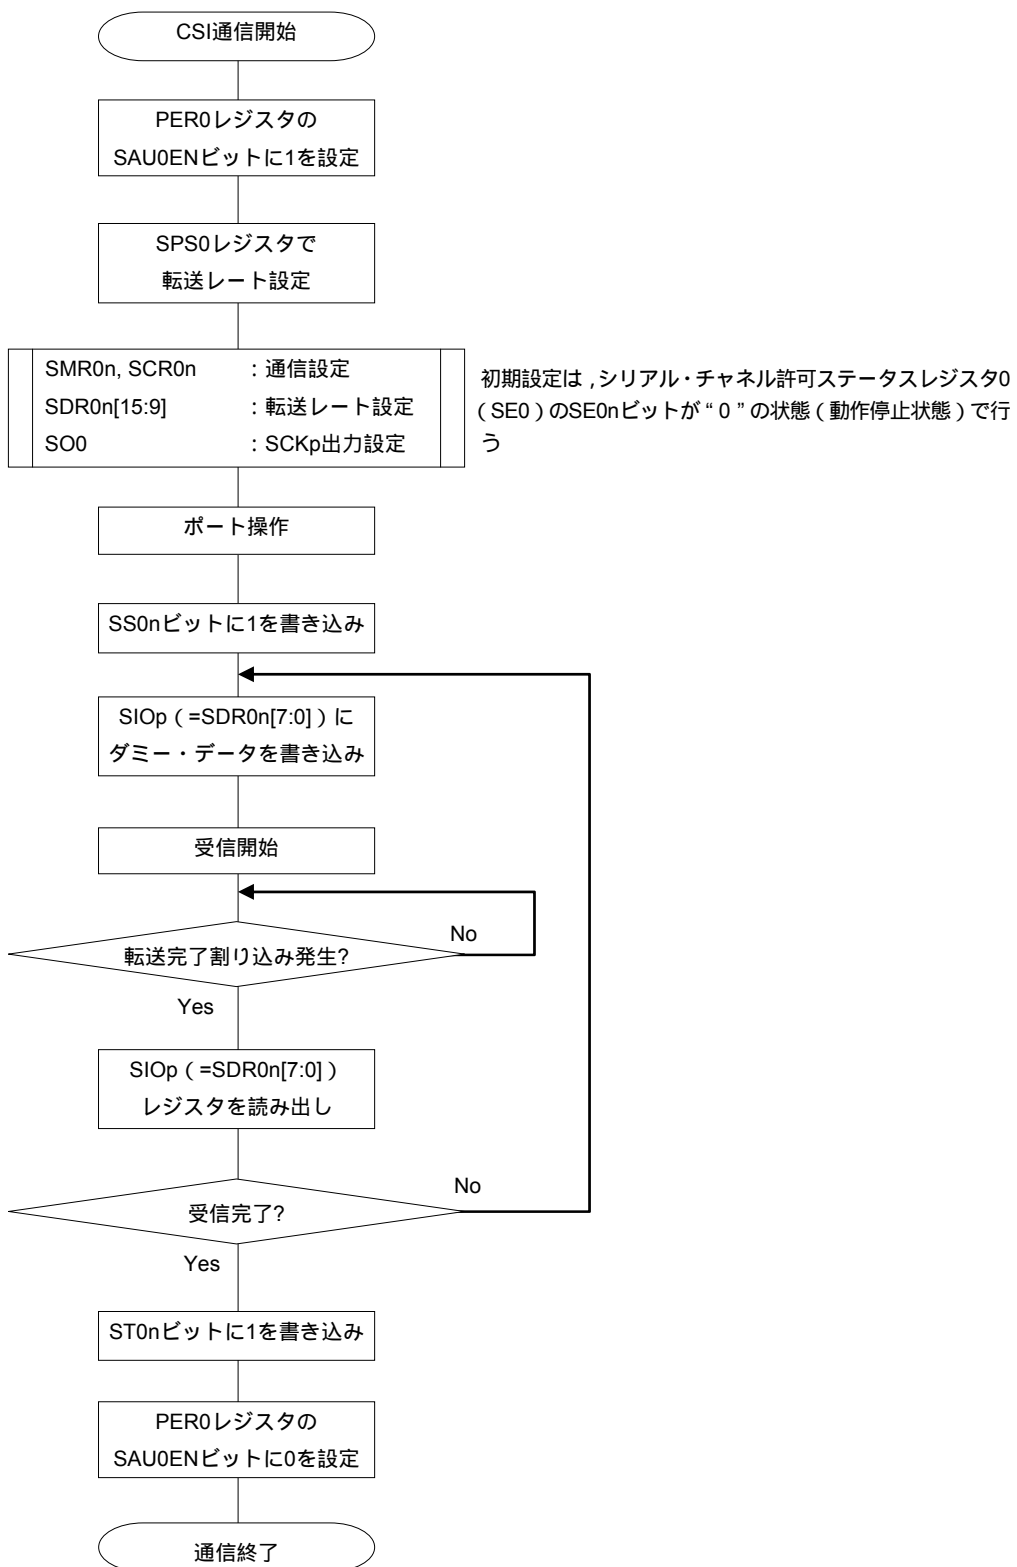 CSI通信開始
PER0レジスタの
SAU0ENビットに1を設定
SPS0レジスタで
転送レート設定
SMR0n, SCR0n ：通信設定
SDR0n[15:9] ：転送レート設定
SO0 ：SCKp出力設定
初期設定は，シリアル・チャネル許可ステータスレジスタ0
（SE0）のSE0nビットが“0”の状態（動作停止状態）で行
う
ポート操作
SS0nビットに1を書き込み
SIOp（=SDR0n[7:0]）に
ダミー・データを書き込み
受信開始
No
転送完了割り込み発生?
Yes
SIOp（=SDR0n[7:0]）
レジスタを読み出し
No
受信完了?
Yes
ST0nビットに1を書き込み
PER0レジスタの
SAU0ENビットに0を設定
通信終了